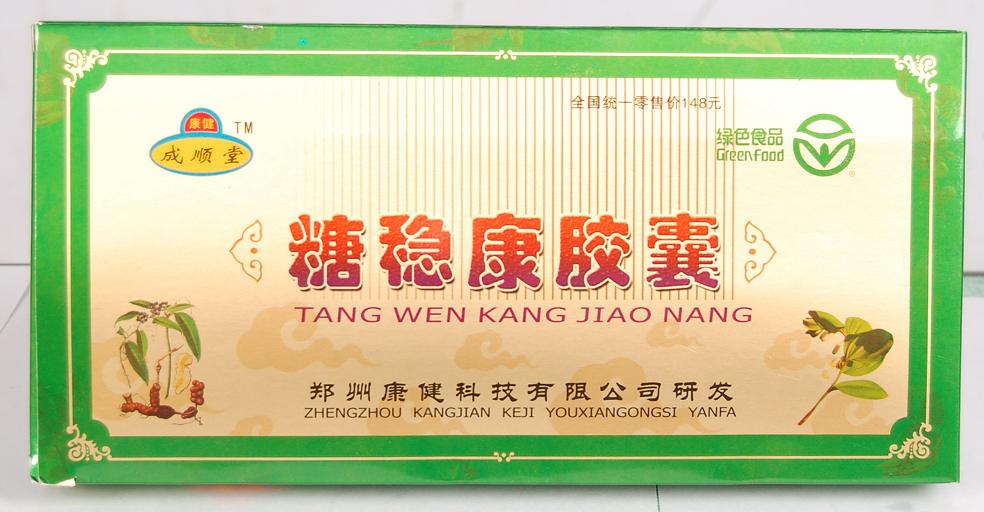 全国统一零售价148元
康健
TM
成顺堂
绿色食品
GreenFood
®
糖稳康胶囊
TANG WEN KANG JIAO NANG
郑州康健科技有限公司研发
ZHENGZHOU KANGJIAN KEJI YOUXIANGONGSI YANFA